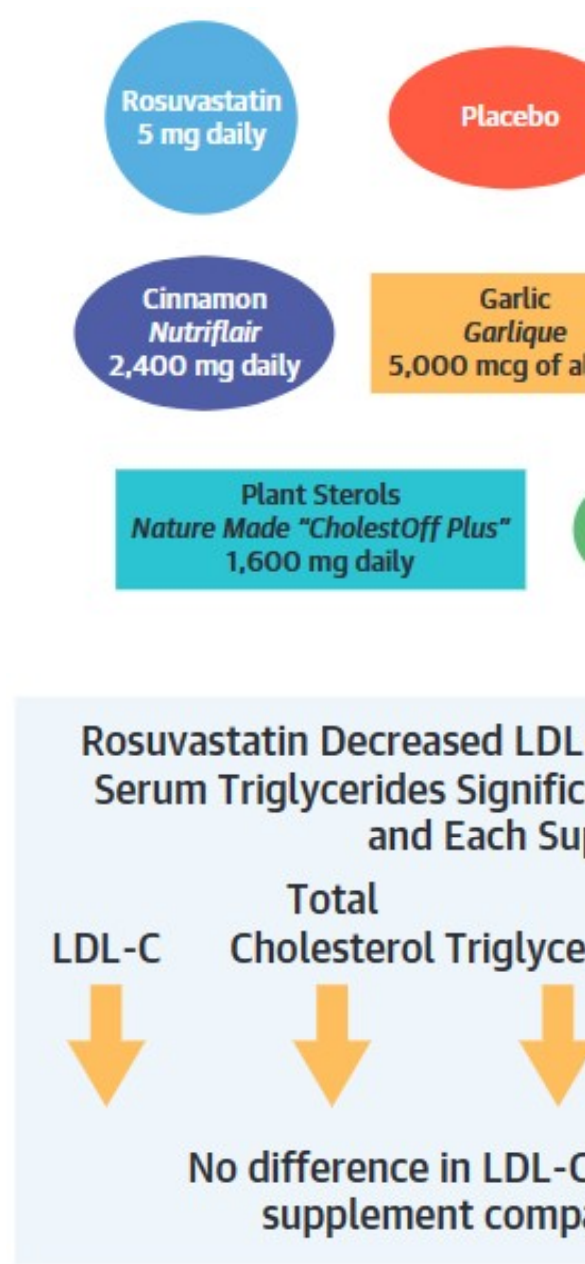 Rosuvastatin
5 mg daily
Placebo
Cinnamon
Nutriflair
2,400 mg daily
Garlic
Garlique
5,000 mcg of
Plant Sterols
Nature Made "CholestOff Plus"
1,600 mg daily
Rosuvastatin Decreased LDL
Serum Triglycerides
and Each
Total
LDL-C
Cholesterol
No difference in LDL-C
supplement